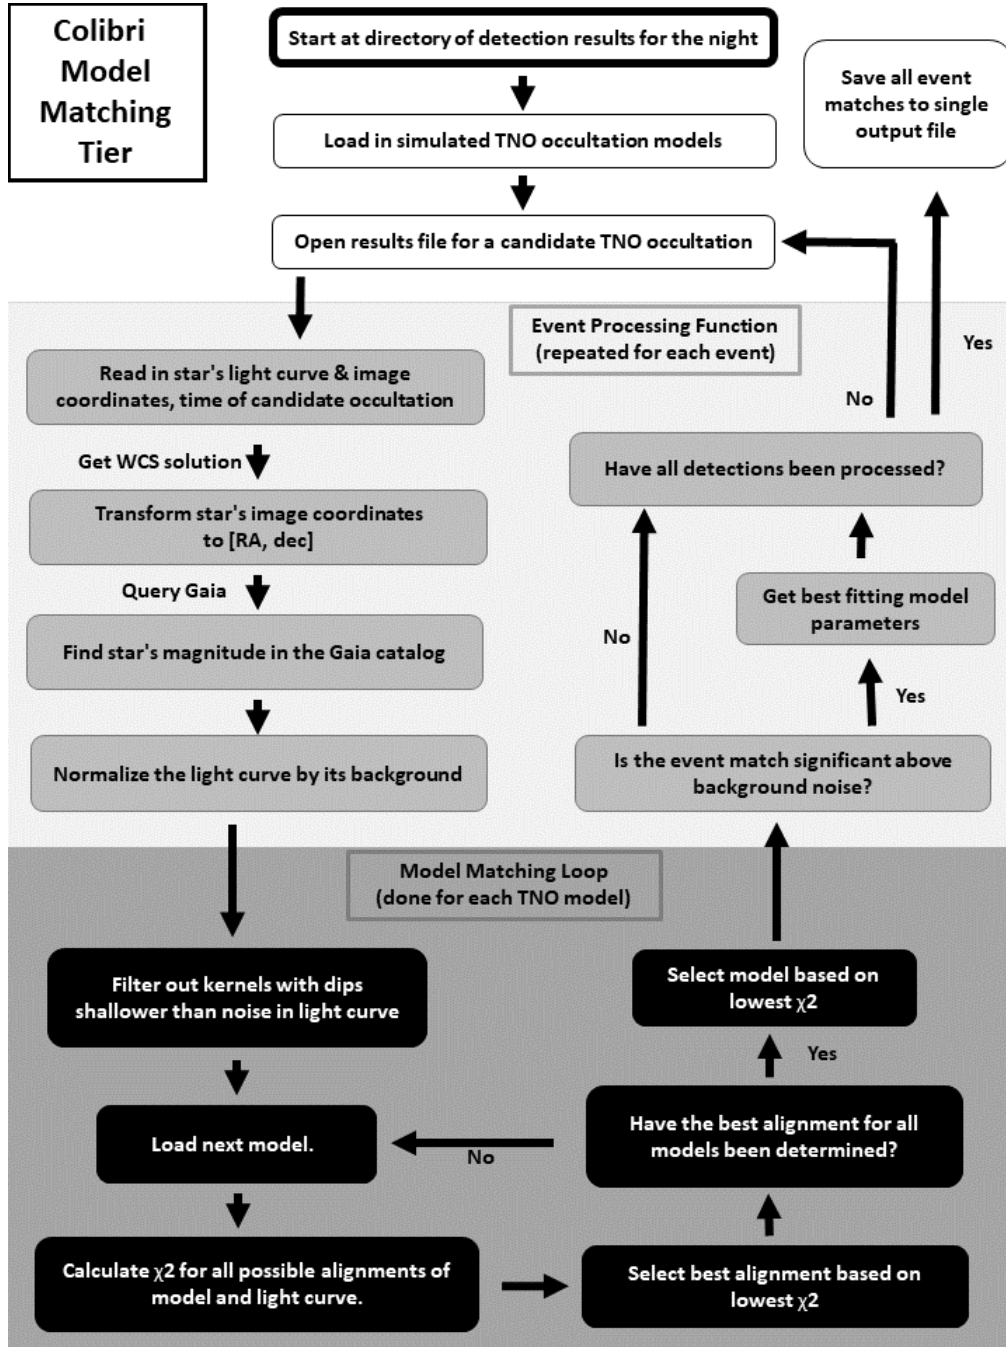 Colibri
Model
Matching
Tier
Start at directory of detection results for the night
Load in simulated TNO occultation models
Open results file for a candidate TNO occultation
Save all event
matches to single
output file
Event Processing Function
(repeated for each event)
Yes
No
Read in star's light curve & image
coordinates, time of candidate occultation
Get WCS solution
Transform star's image coordinates
to [RA, dec]
Query Gaia
Find star's magnitude in the Gaia catalog
Normalize the light curve by its background
Have all detections been processed?
Get best fitting model
parameters
No
Yes
Is the event match significant above
background noise?
Model Matching Loop
(done for each TNO model)
Filter out kernels with dips
shallower than noise in light curve
Load next model.
Calculate χ2 for all possible alignments of
model and light curve.
Select best alignment based on
lowest χ2
Have the best alignment for all
models been determined?
No
Yes
Select model based on
lowest χ2